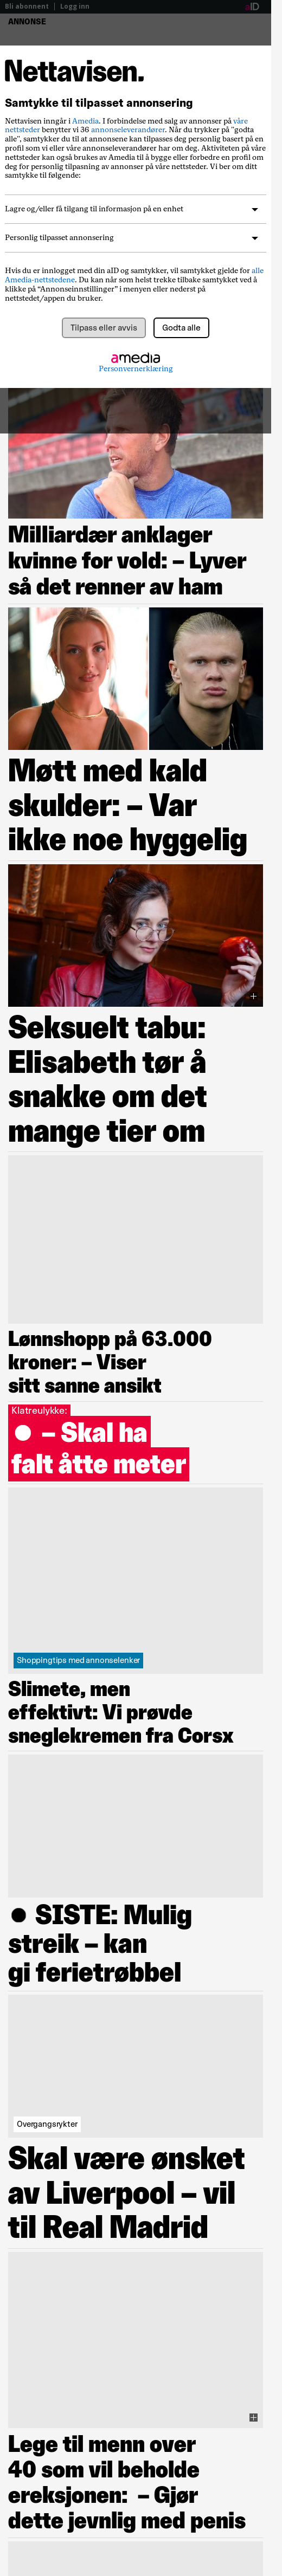 Bli abonnent | Logg inn
aID
ANNONSE
Nettavisen.
Samtykke til tilpasset annonsering
Nettavisen inngår i Amedia. I forbindelse med salg av annonser på våre
nettsteder benytter vi 36 annonseleverandører. Når du trykker på "godta
alle", samtykker du til at annonsene kan tilpasses deg personlig basert på en
profil som vi eller våre annonseleverandører har om deg. Aktiviteten på våre
nettsteder kan også brukes av Amedia til å bygge eller forbedre en profil om
deg for personlig tilpasning av annonser på våre nettsteder. Vi ber om ditt
samtykke til følgende:
Lagre og/eller få tilgang til informasjon på en enhet
Personlig tilpasset annonsering
Hvis du er innlogget med din aID og samtykker, vil samtykket gjelde for alle
Amedia-nettstedene. Du kan når som helst trekke tilbake samtykket ved å
klikke på “Annonseinnstillinger” i menyen eller nederst på
nettstedet/appen du bruker.
Tilpass eller avvis
Godta alle
amedia
Personvernerklæring
Milliardær anklager
kvinne for vold: – Lyver
så det renner av ham
Møtt med kald
skulder: – Var
ikke noe hyggelig
Seksuelt tabu:
Elisabeth tør å
snakke om det
mange tier om
Lønnshopp på 63.000
kroner: – Viser
sitt sanne ansikt
Klatreulykke:
● – Skal ha
falt åtte meter
Shoppingtips med annonselenker
Slimete, men
effektivt: Vi prøvde
sneglekremen fra Corsx
● SISTE: Mulig
streik – kan
gi ferietrøbbel
Overgangsrykter
Skal være ønsket
av Liverpool – vil
til Real Madrid
Lege til menn over
40 som vil beholde
ereksjonen: – Gjør
dette jevnlig med penis